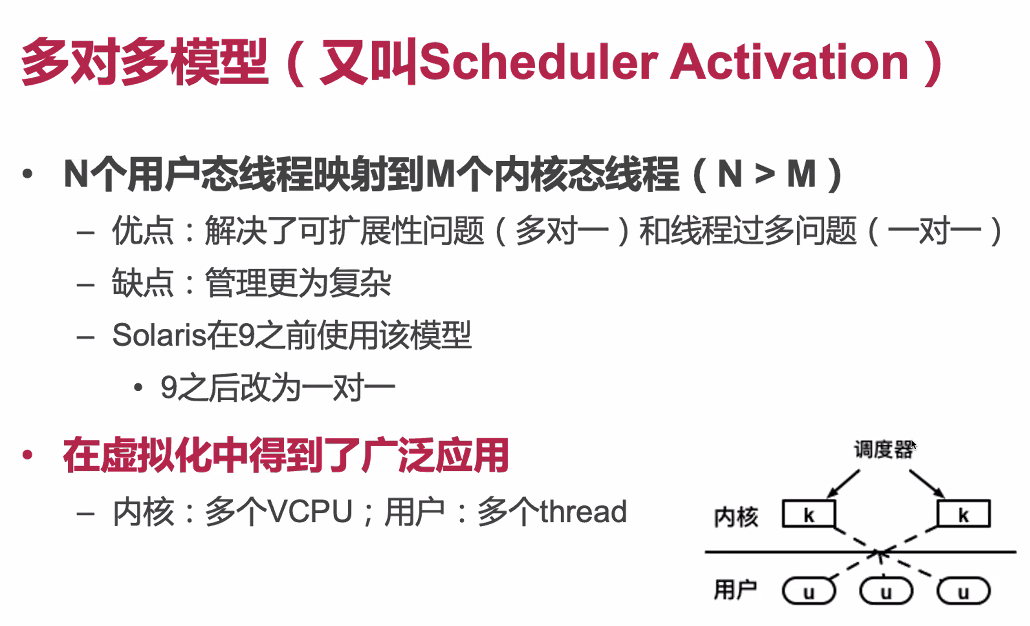 多对多模型（又叫Scheduler Activation）
• N个用户态线程映射到M个内核态线程（N > M）
– 优点：解决了可扩展性问题（多对一）和线程过多问题（一对一）
– 缺点：管理更为复杂
– Solaris在9之前使用该模型
• 9之后改为一对一
• 在虚拟化中得到了广泛应用
– 内核：多个VCPU；用户：多个thread
调度器
内核 k k
用户 u u u